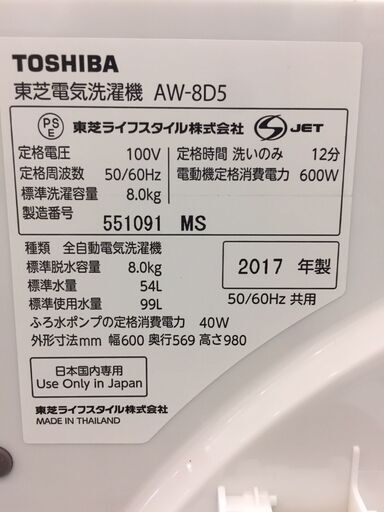 TOSHIBA
東芝電気洗濯機 AW-8D5
PS E 東芝ライフスタイル株式会社 S JET
定格電圧 100V
定格周波数 50/60Hz
標準洗濯容量 8.0kg
製造番号
定格時間 洗いのみ 12分
電動機定格消費電力 600W
551091 MS
種類 全自動電気洗濯機
標準脱水容量 8.0kg
標準水量 54L
標準使用水量 99L
2017 年製
50/60Hz 共用
ふろ水ポンプの定格消費電力 40W
外形寸法mm 幅600 奥行569 高さ980
日本国内専用
Use Only in Japan
東芝ライフスタイル株式会社
MADE IN THAILAND